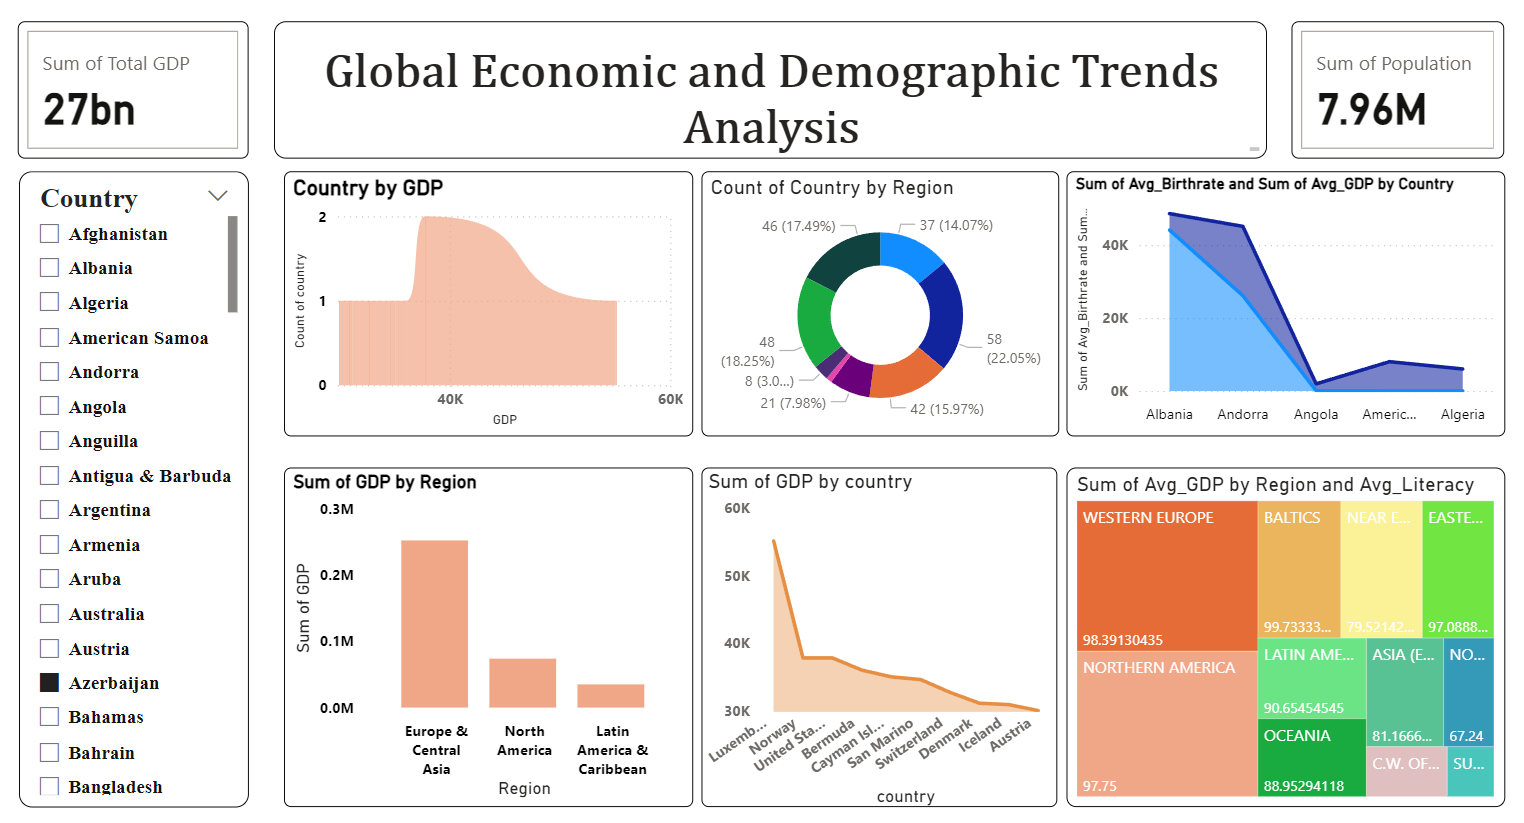 Sum of Total GDP
27bn
Global Economic and Demographic Trends
Analysis
Sum of Population
7.96M
Country
Afghanistan
Albania
Algeria
American Samoa
Andorra
Angola
Anguilla
Antigua & Barbuda
Argentina
Armenia
Aruba
Australia
Austria
Azerbaijan
Bahamas
Bahrain
Bangladesh
Country by GDP
Count of country
2
1
0
40K
60K
GDP
Count of Country by Region
46 (17.49%)
37 (14.07%)
48
(18.25%)
58
(22.05%)
8 (3.0...)
21 (7.98%)
42 (15.97%)
Sum of Avg_Birthrate and Sum of Avg_GDP by Country
Sum of Avg_Birthrate and Sum...
40K
20K
0K
Albania
Andorra
Angola
Americ...
Algeria
Sum of GDP by Region
Sum of GDP
0.3M
0.2M
0.1M
0.0M
Europe &
Central
Asia
North
America
Latin
America &
Caribbean
Region
Sum of GDP by country
60K
50K
40K
30K
Luxemb...
Norway
United Sta...
Bermuda
Cayman Isl...
San Marino
Switzerland
Denmark
Iceland
Austria
country
Sum of Avg_GDP by Region and Avg_Literacy
WESTERN EUROPE
98.39130435
NORTHERN AMERICA
97.75
BALTICS
99.73333...
NEAR E...
79.52142...
EASTE...
97.0888...
LATIN AME...
90.65454545
ASIA (E...
81.1666...
NO...
67.24
OCEANIA
88.95294118
C.W. OF...
SU...